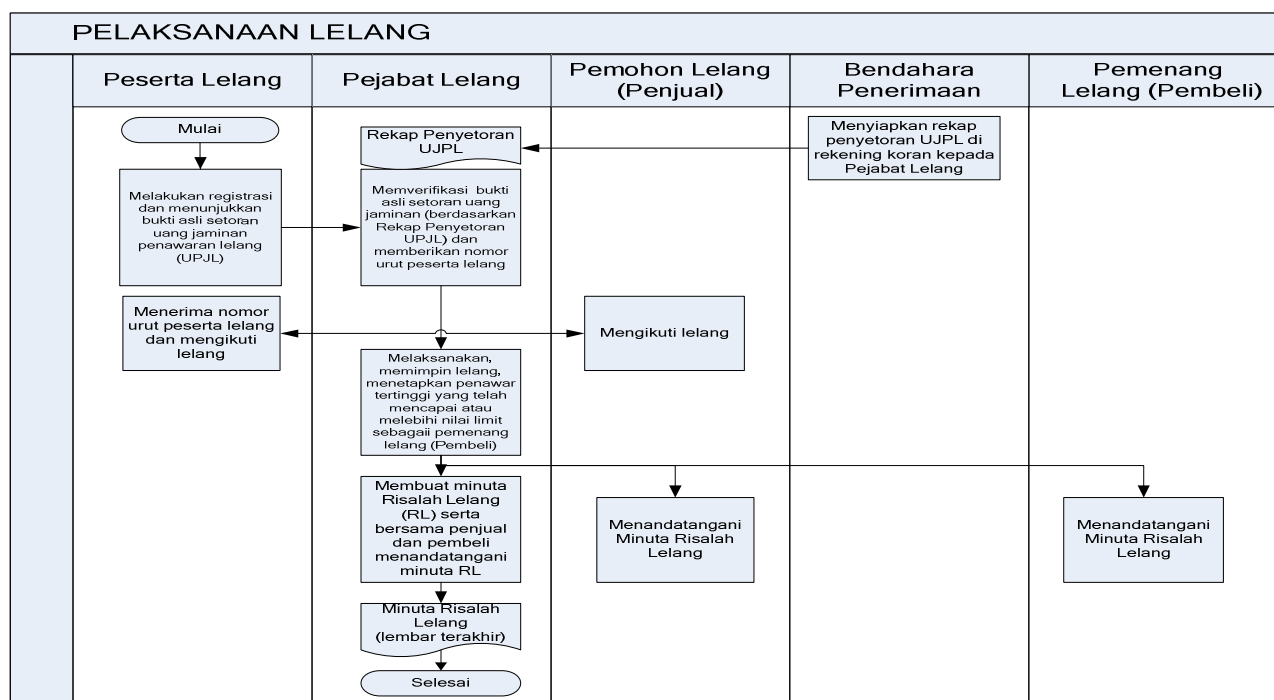 PELAKSANAAN LELANG
Peserta Lelang
Pejabat Lelang
Pemohon Lelang
(Penjual)
Bendahara
Penerimaan
Pemenang
Lelang (Pembeli)
Mulai
Rekap Penyetoran
UJPL
Menyiapkan rekap
penyetoran UJPL di
rekening koran kepada
Pejabat Lelang
Melakukan registrasi
dan menunjukkan
bukti asli setoran
uang jaminan
penawaran lelang
(UPJL)
Memverifikasi bukti
asli setoran uang
jaminan (berdasarkan
Rekap Penyetoran
UPJL) dan
memberikan nomor
urut peserta lelang
Menerima nomor
urut peserta lelang
dan mengikuti
lelang
Mengikuti lelang
Melaksanakan,
memimpin lelang,
menetapkan penawar
tertinggi yang telah
mencapai atau
melebihi nilai limit
sebagaii pemenang
lelang (Pembeli)
Membuat minuta
Risalah Lelang
(RL) serta
bersama penjual
dan pembeli
menandatangani
minuta RL
Menandatangani
Minuta Risalah
Lelang
Menandatangani
Minuta Risalah
Lelang
Minuta Risalah
Lelang
(lembar terakhir)
Selesai